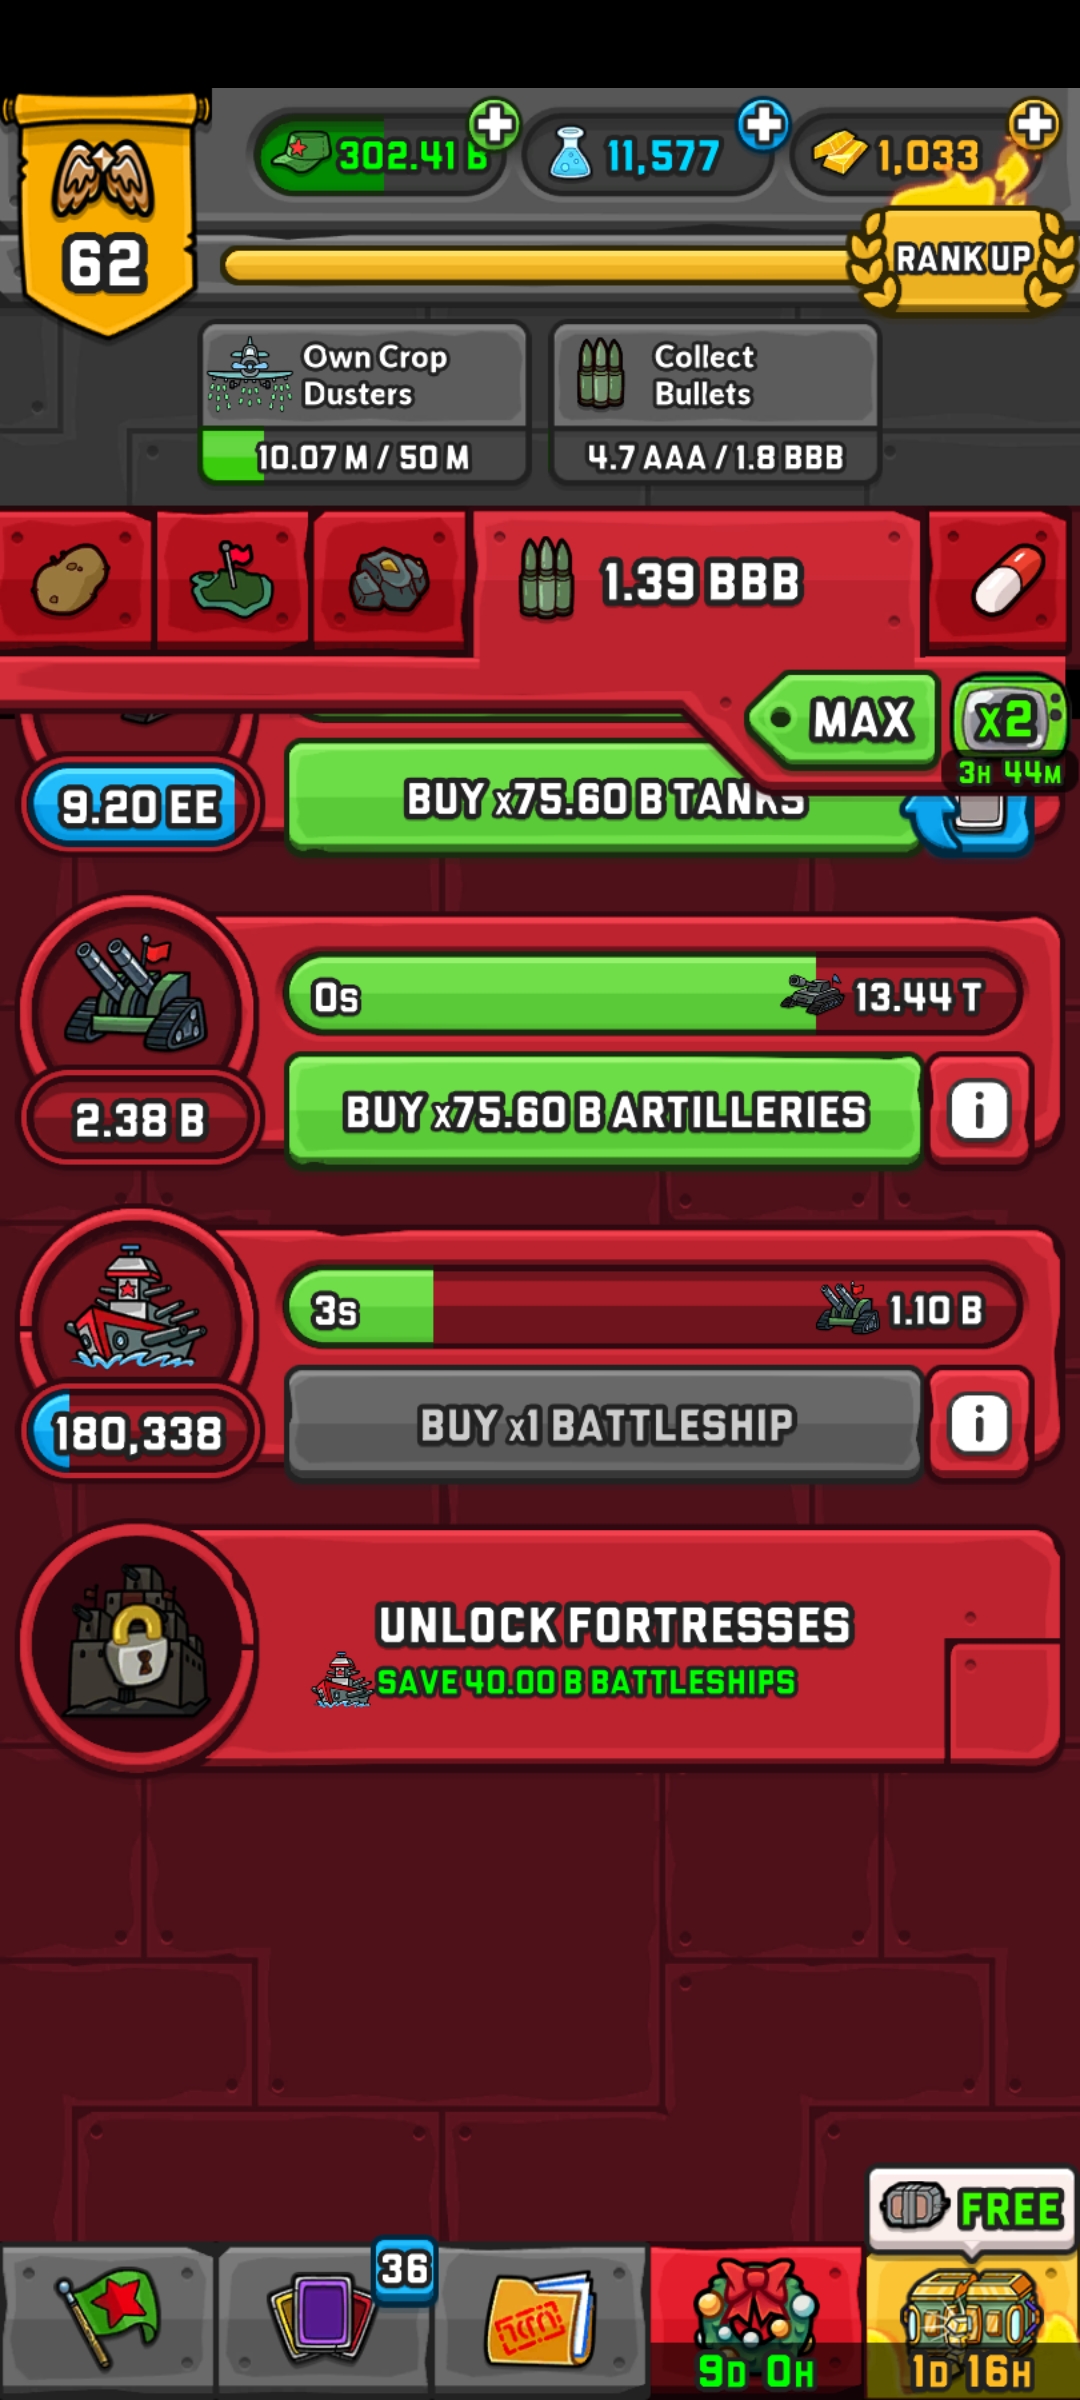 302.41 B
11,577
1,033
62
RANK UP
Own Crop
Dusters
10.07 M / 50 M
Collect
Bullets
4.7 AAA / 1.8 BBB
1.39 BBB
MAX
x2
3H 44M
9.20 EE
BUY x75.60 B TANKS
0s
13.44 T
2.38 B
BUY x75.60 B ARTILLERIES
i
3s
1.10 B
180,338
BUY x1 BATTLESHIP
i
UNLOCK FORTRESSES
SAVE 40.00 B BATTLESHIPS
FREE
36
9D 0H
1D 16H